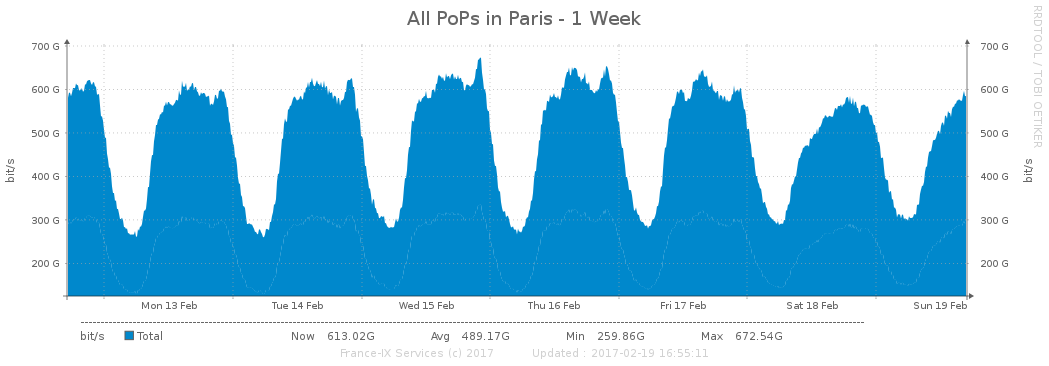 All PoPs in Paris - 1 Week
RRDTOOL / TOBI OETIKER
700 G 700 G
600 G 600 G
500 G 500 G
400 G 400 G
300 G 300 G
200 G 200 G
bit/s bit/s
Mon 13 Feb Tue 14 Feb Wed 15 Feb Thu 16 Feb Fri 17 Feb Sat 18 Feb Sun 19 Feb
bit/s Total Now 613.02G Avg 489.17G Min 259.86G Max 672.54G
France-IX Services (c) 2017 Updated : 2017-02-19 16:55:11